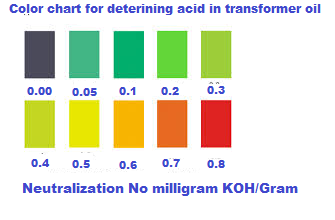 Color chart for deterining acid in transformer oil
0.00 0.05 0.1 0.2 0.3
0.4 0.5 0.6 0.7 0.8
Neutralization No milligram KOH/Gram